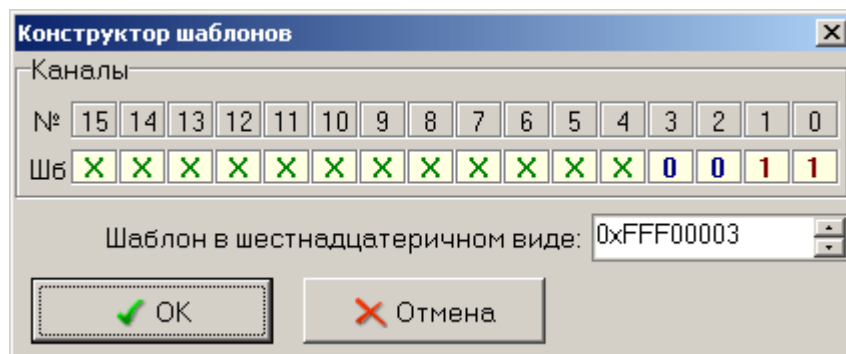 Конструктор шаблонов
Каналы
№ 15 14 13 12 11 10 9 8 7 6 5 4 3 2 1 0
Шб X X X X X X X X X X X X 0 0 1 1
Шаблон в шестнадцатеричном виде: 0xFFF00003
OK Отмена